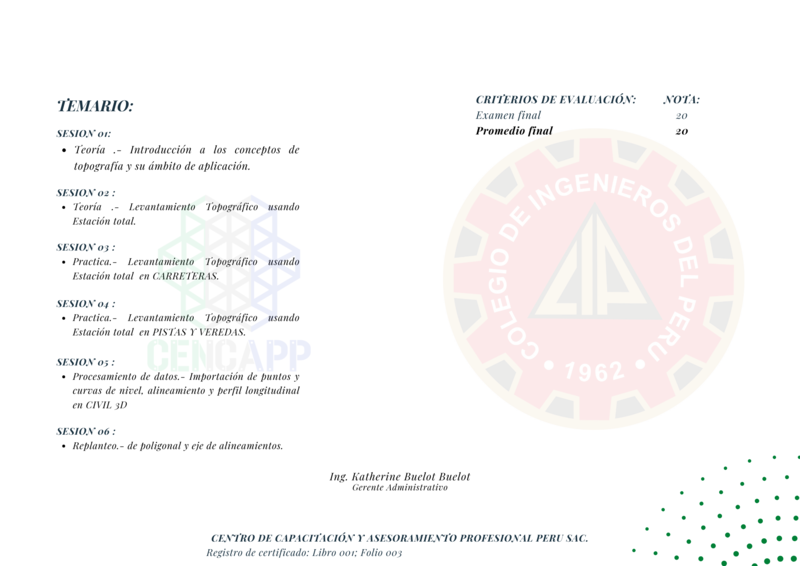 TEMARIO:
SESION 01:
• Teoría .- Introducción a los conceptos de
topografía y su ámbito de aplicación.
SESION 02 :
• Teoría .- Levantamiento Topográfico usando
Estación total.
SESION 03 :
• Practica.- Levantamiento Topográfico usando
Estación total en CARRETERAS.
SESION 04 :
• Practica.- Levantamiento Topográfico usando
Estación total en PISTAS Y VEREDAS.
SESION 05 :
• Procesamiento de datos.- Importación de puntos y
curvas de nivel, alineamiento y perfil longitudinal
en CIVIL 3D
SESION 06 :
• Replanteo.- de poligonal y eje de alineamientos.
CENCAPP
CRITERIOS DE EVALUACIÓN: NOTA:
Examen final 20
Promedio final 20
COLEGIO DE INGENIEROS DEL PERU
• 1962 •
CIP
Ing. Katherine Buelot Buelot
Gerente Administrativo
CENTRO DE CAPACITACIÓN Y ASESORAMIENTO PROFESIONAL PERU SAC.
Registro de certificado: Libro 001; Folio 003